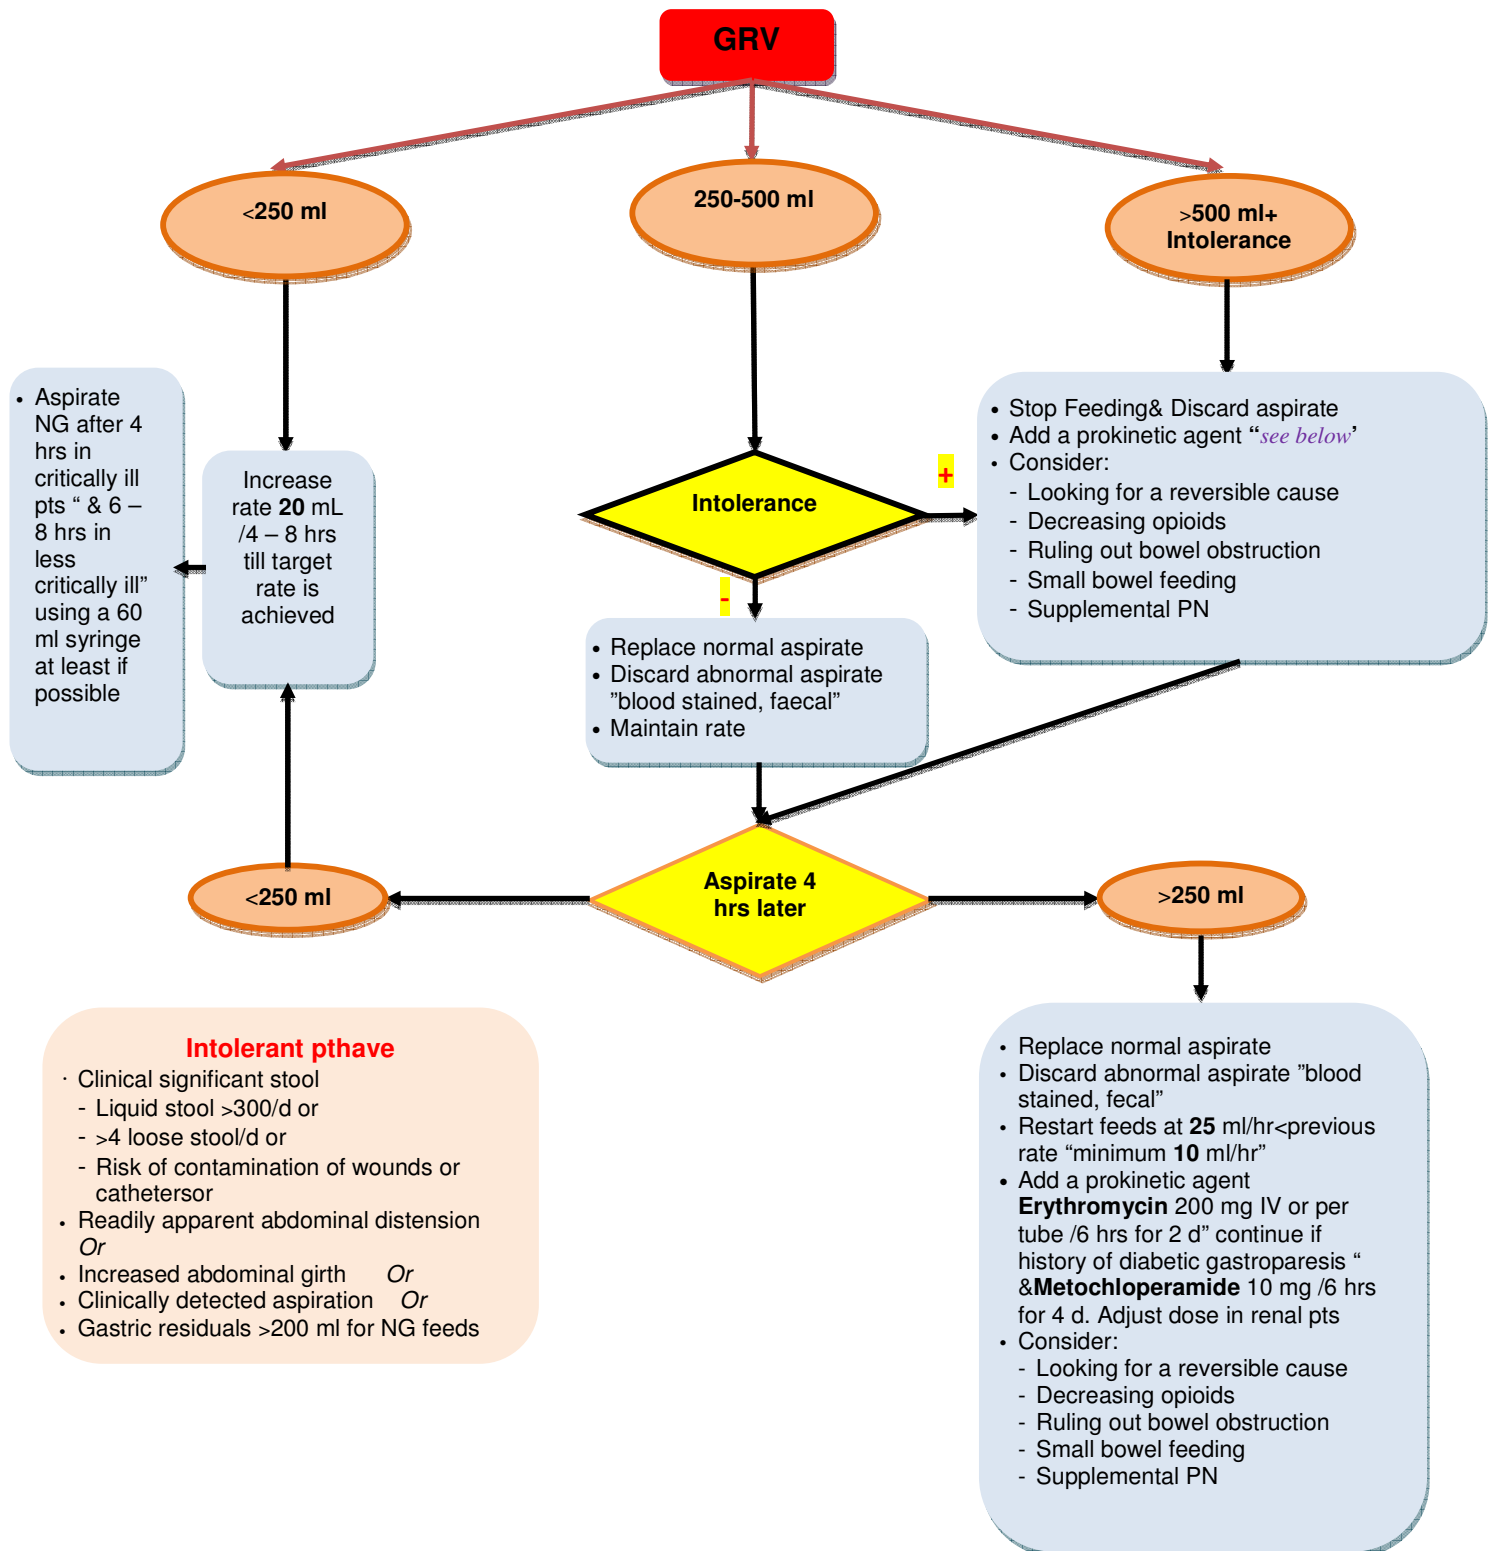 GRV
<250 ml
250-500 ml
>500 ml+
Intolerance
• Aspirate
NG after 4
hrs in
critically ill
pts “ & 6 –
8 hrs in
less
critically ill”
using a 60
ml syringe
at least if
possible
Increase
rate 20 mL
/4 – 8 hrs
till target
rate is
achieved
Intolerance
+
-
• Stop Feeding& Discard aspirate
• Add a prokinetic agent “see below’
• Consider:
- Looking for a reversible cause
- Decreasing opioids
- Ruling out bowel obstruction
- Small bowel feeding
- Supplemental PN
• Replace normal aspirate
• Discard abnormal aspirate
”blood stained, faecal”
• Maintain rate
<250 ml
Aspirate 4
hrs later
>250 ml
Intolerant pthave
· Clinical significant stool
- Liquid stool >300/d or
- >4 loose stool/d or
- Risk of contamination of wounds or
cathetersor
• Readily apparent abdominal distension
Or
• Increased abdominal girth Or
• Clinically detected aspiration Or
• Gastric residuals >200 ml for NG feeds
• Replace normal aspirate
• Discard abnormal aspirate ”blood
stained, fecal”
• Restart feeds at 25 ml/hr<previous
rate “minimum 10 ml/hr”
• Add a prokinetic agent
Erythromycin 200 mg IV or per
tube /6 hrs for 2 d” continue if
history of diabetic gastroparesis “
&Metochloperamide 10 mg /6 hrs
for 4 d. Adjust dose in renal pts
• Consider:
- Looking for a reversible cause
- Decreasing opioids
- Ruling out bowel obstruction
- Small bowel feeding
- Supplemental PN